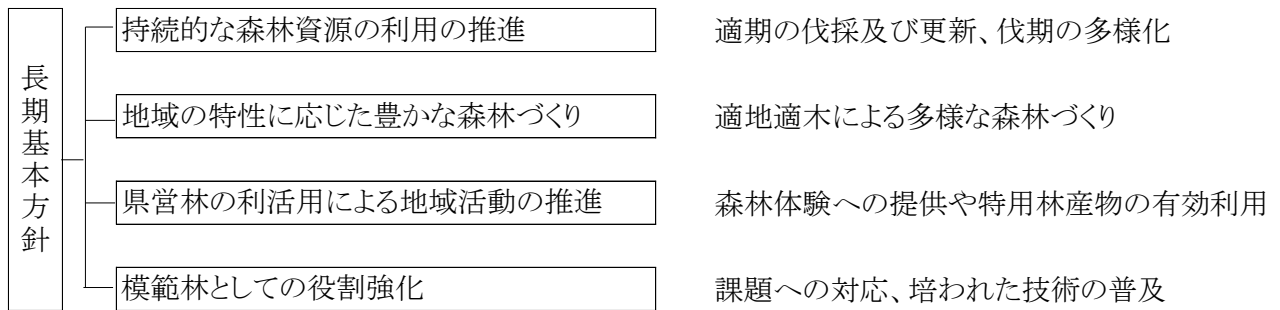 長期基本方針
持続的な森林資源の利用の推進
適期の伐採及び更新、伐期の多様化
地域の特性に応じた豊かな森林づくり
適地適木による多様な森林づくり
県営林の利活用による地域活動の推進
森林体験への提供や特用林産物の有効利用
模範林としての役割強化
課題への対応、培われた技術の普及